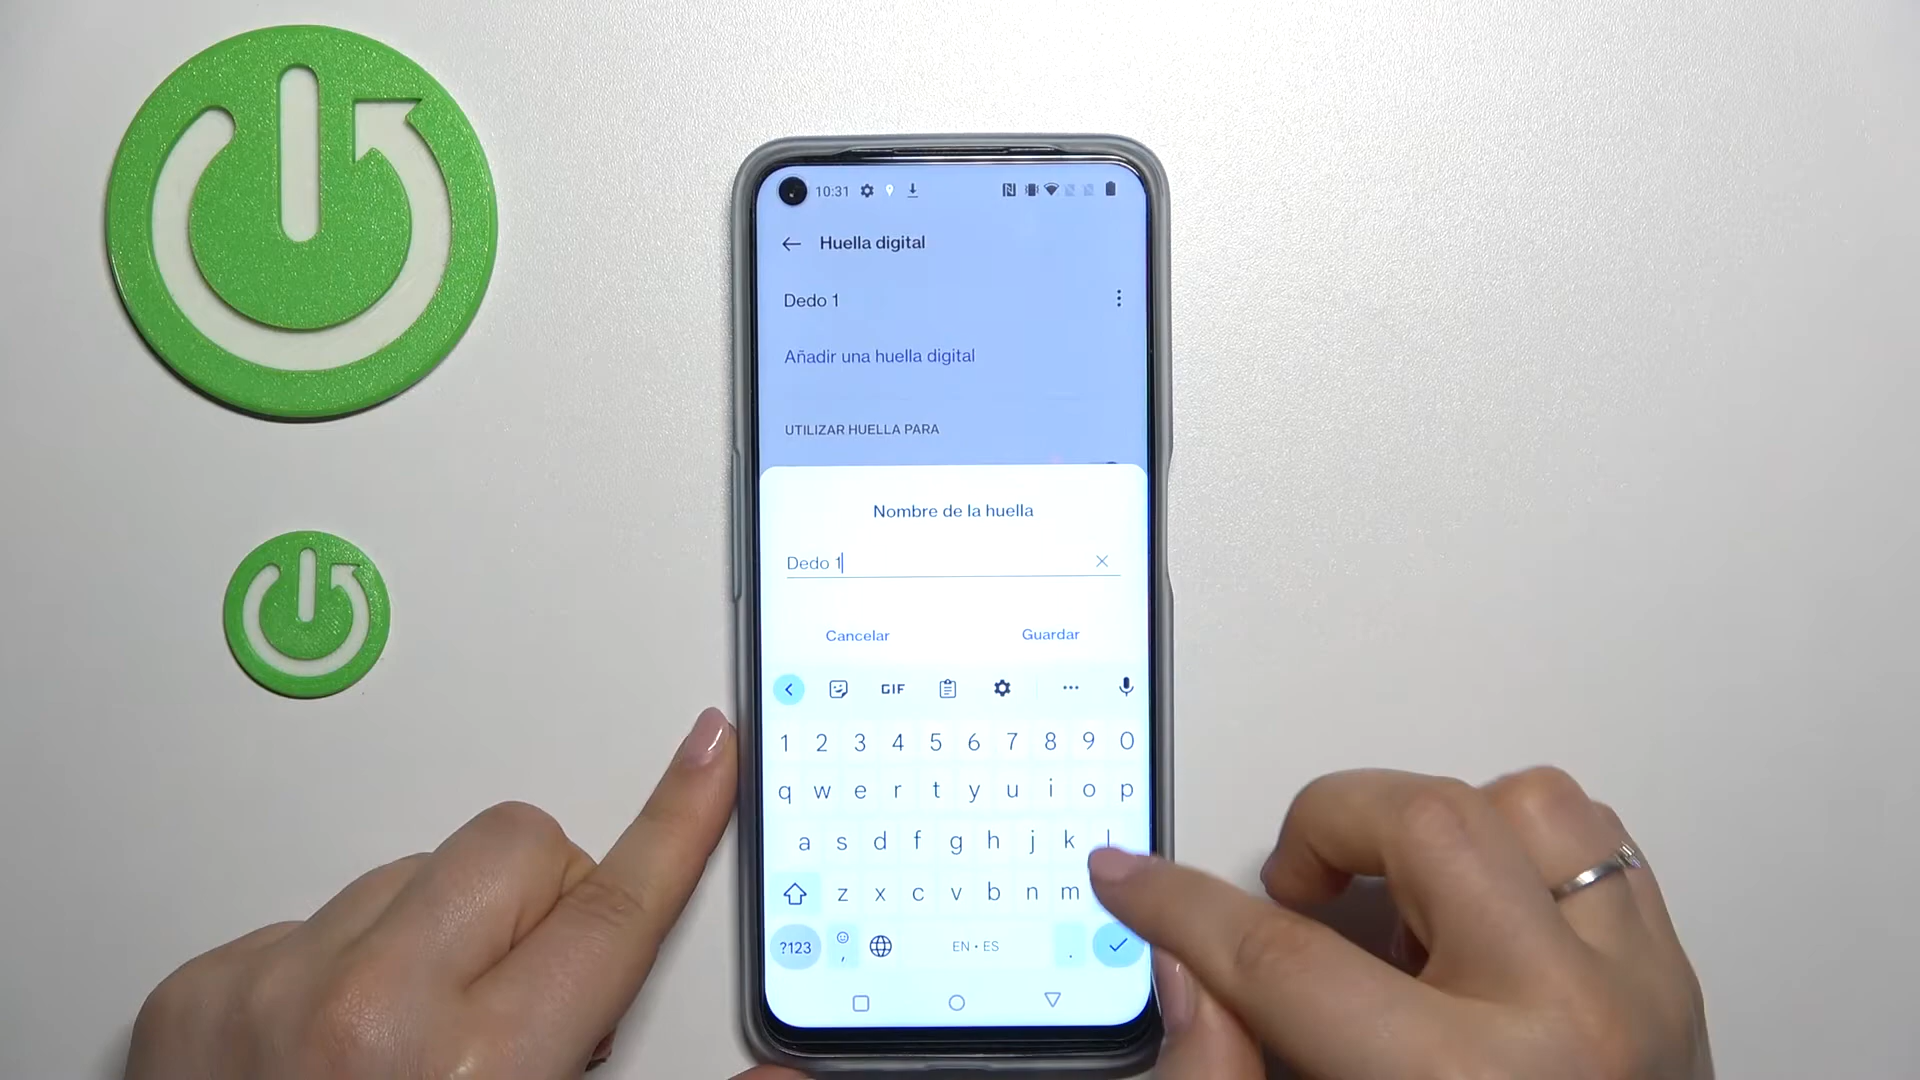 10:31
Huella digital
Dedo 1
Añadir una huella digital
UTILIZAR HUELLA PARA
Nombre de la huella
Dedo 1
Cancelar Guardar
GIF
1 2 3 4 5 6 7 8 9 0
q w e r t y u i o p
a s d f g h j k l
z x c v b n m
?123 , EN • ES .